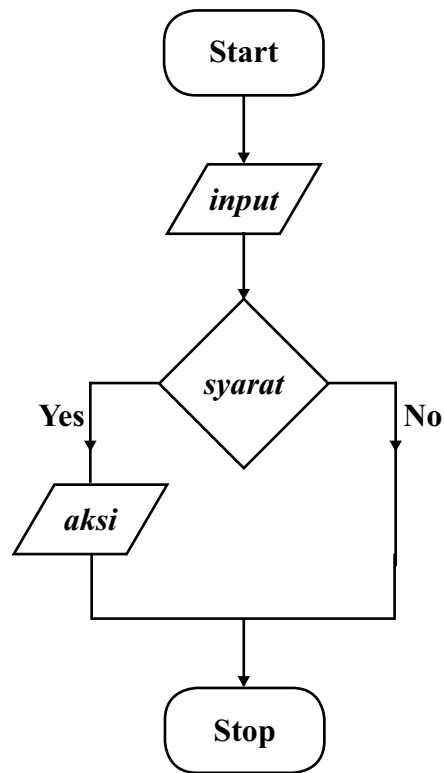 Start
input
syarat
Yes
No
aksi
Stop